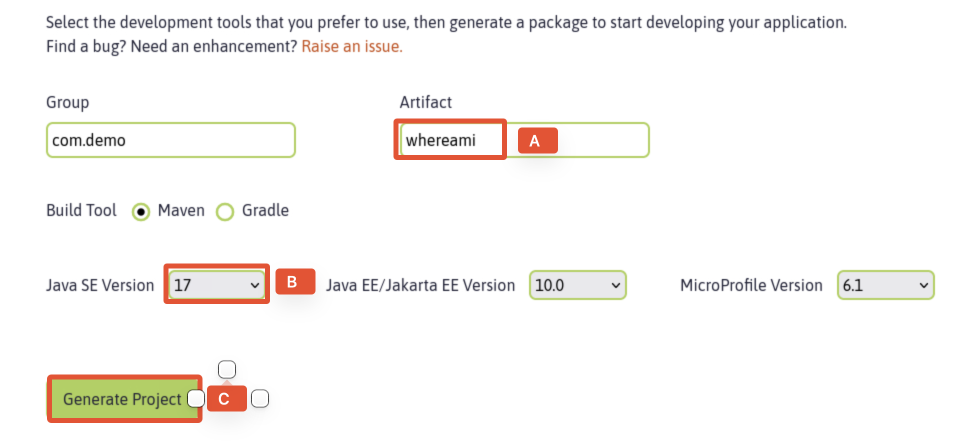 Select the development tools that you prefer to use, then generate a package to start developing your application.
Find a bug? Need an enhancement? Raise an issue.
Group Artifact
com.demo whereami A
Build Tool Maven Gradle
Java SE Version 17 B Java EE/Jakarta EE Version 10.0 MicroProfile Version 6.1
Generate Project C